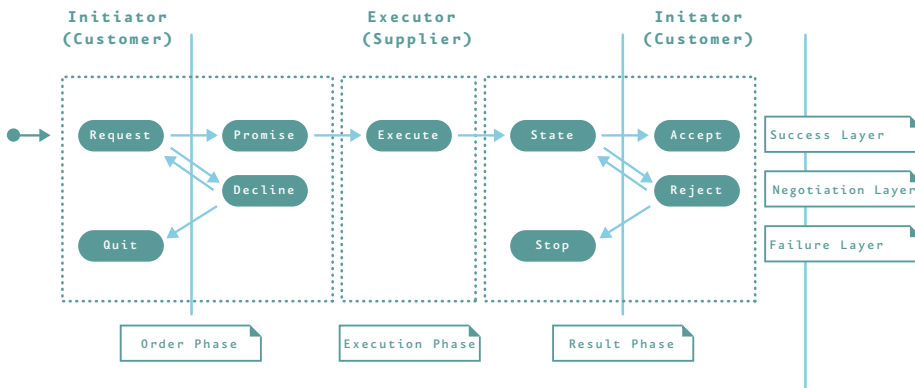 Initiator
(Customer)
Executor
(Supplier)
Initator
(Customer)
Request
Promise
Execute
State
Accept
Success Layer
Decline
Reject
Negotiation Layer
Quit
Stop
Failure Layer
Order Phase
Execution Phase
Result Phase